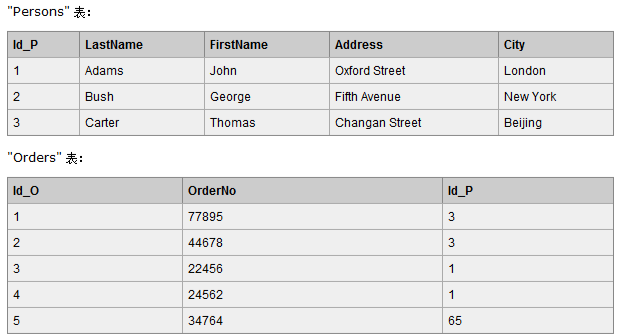 "Persons" 表:
Id_P LastName FirstName Address City
1 Adams John Oxford Street London
2 Bush George Fifth Avenue New York
3 Carter Thomas Changan Street Beijing
"Orders" 表:
Id_O OrderNo Id_P
1 77895 3
2 44678 3
3 22456 1
4 24562 1
5 34764 65